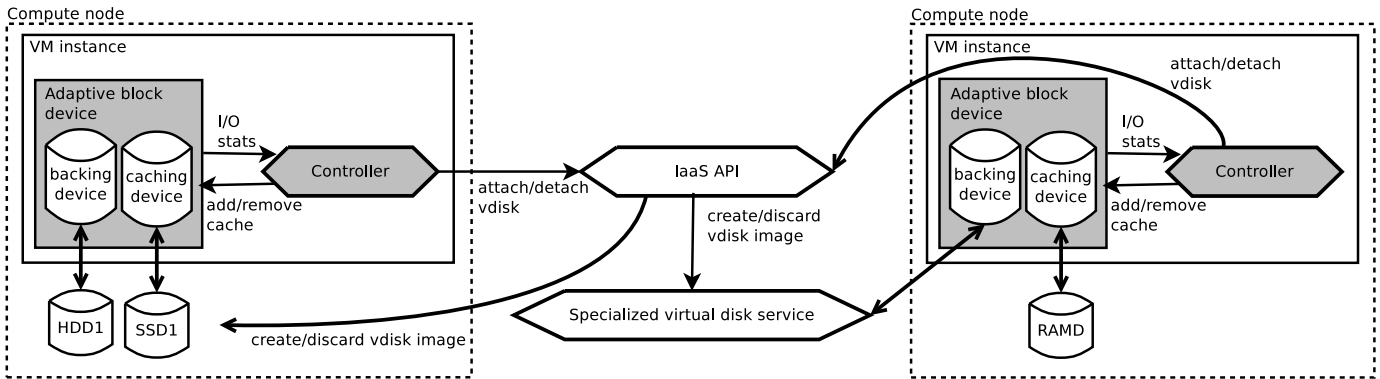 Compute node
VM instance
Adaptive block
device
backing
device
caching
device
I/O
stats
Controller
add/remove
cache
HDD1
SSD1
attach/detach
vdisk
IaaS API
create/discard
vdisk image
Specialized virtual disk service
create/discard vdisk image
Compute node
VM instance
attach/detach
vdisk
Adaptive block
device
backing
device
caching
device
I/O
stats
Controller
add/remove
cache
RAMD